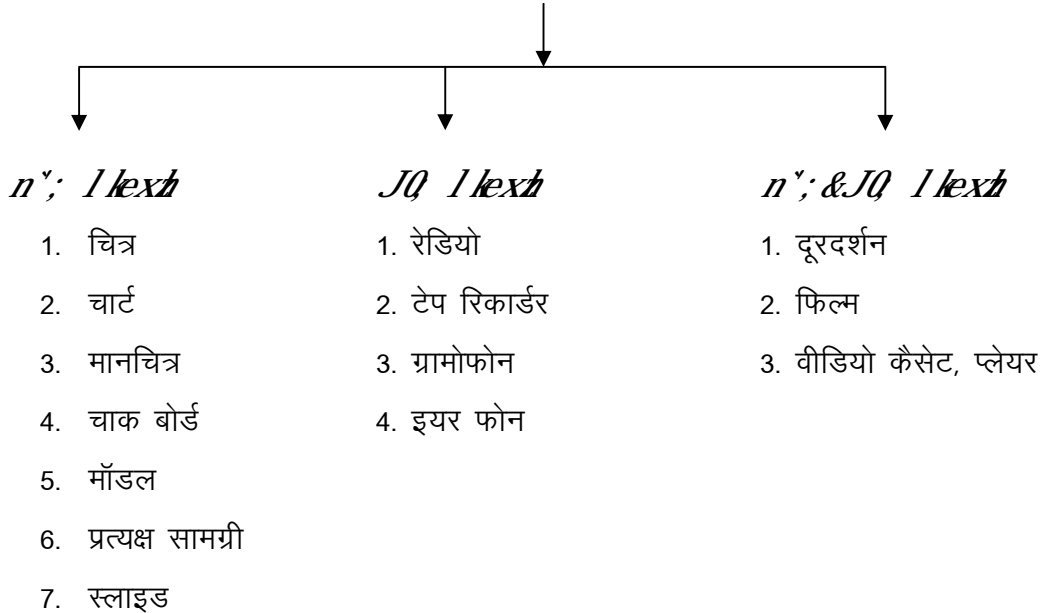 1. चित्र
2. चार्ट
3. मानचित्र
4. चाक बोर्ड
5. मॉडल
6. प्रत्यक्ष सामग्री
7. स्लाइड
1. रेडियो
2. टेप रिकार्डर
3. ग्रामोफोन
4. इयर फोन
1. दूरदर्शन
2. फिल्म
3. वीडियो कैसेट, प्लेयर